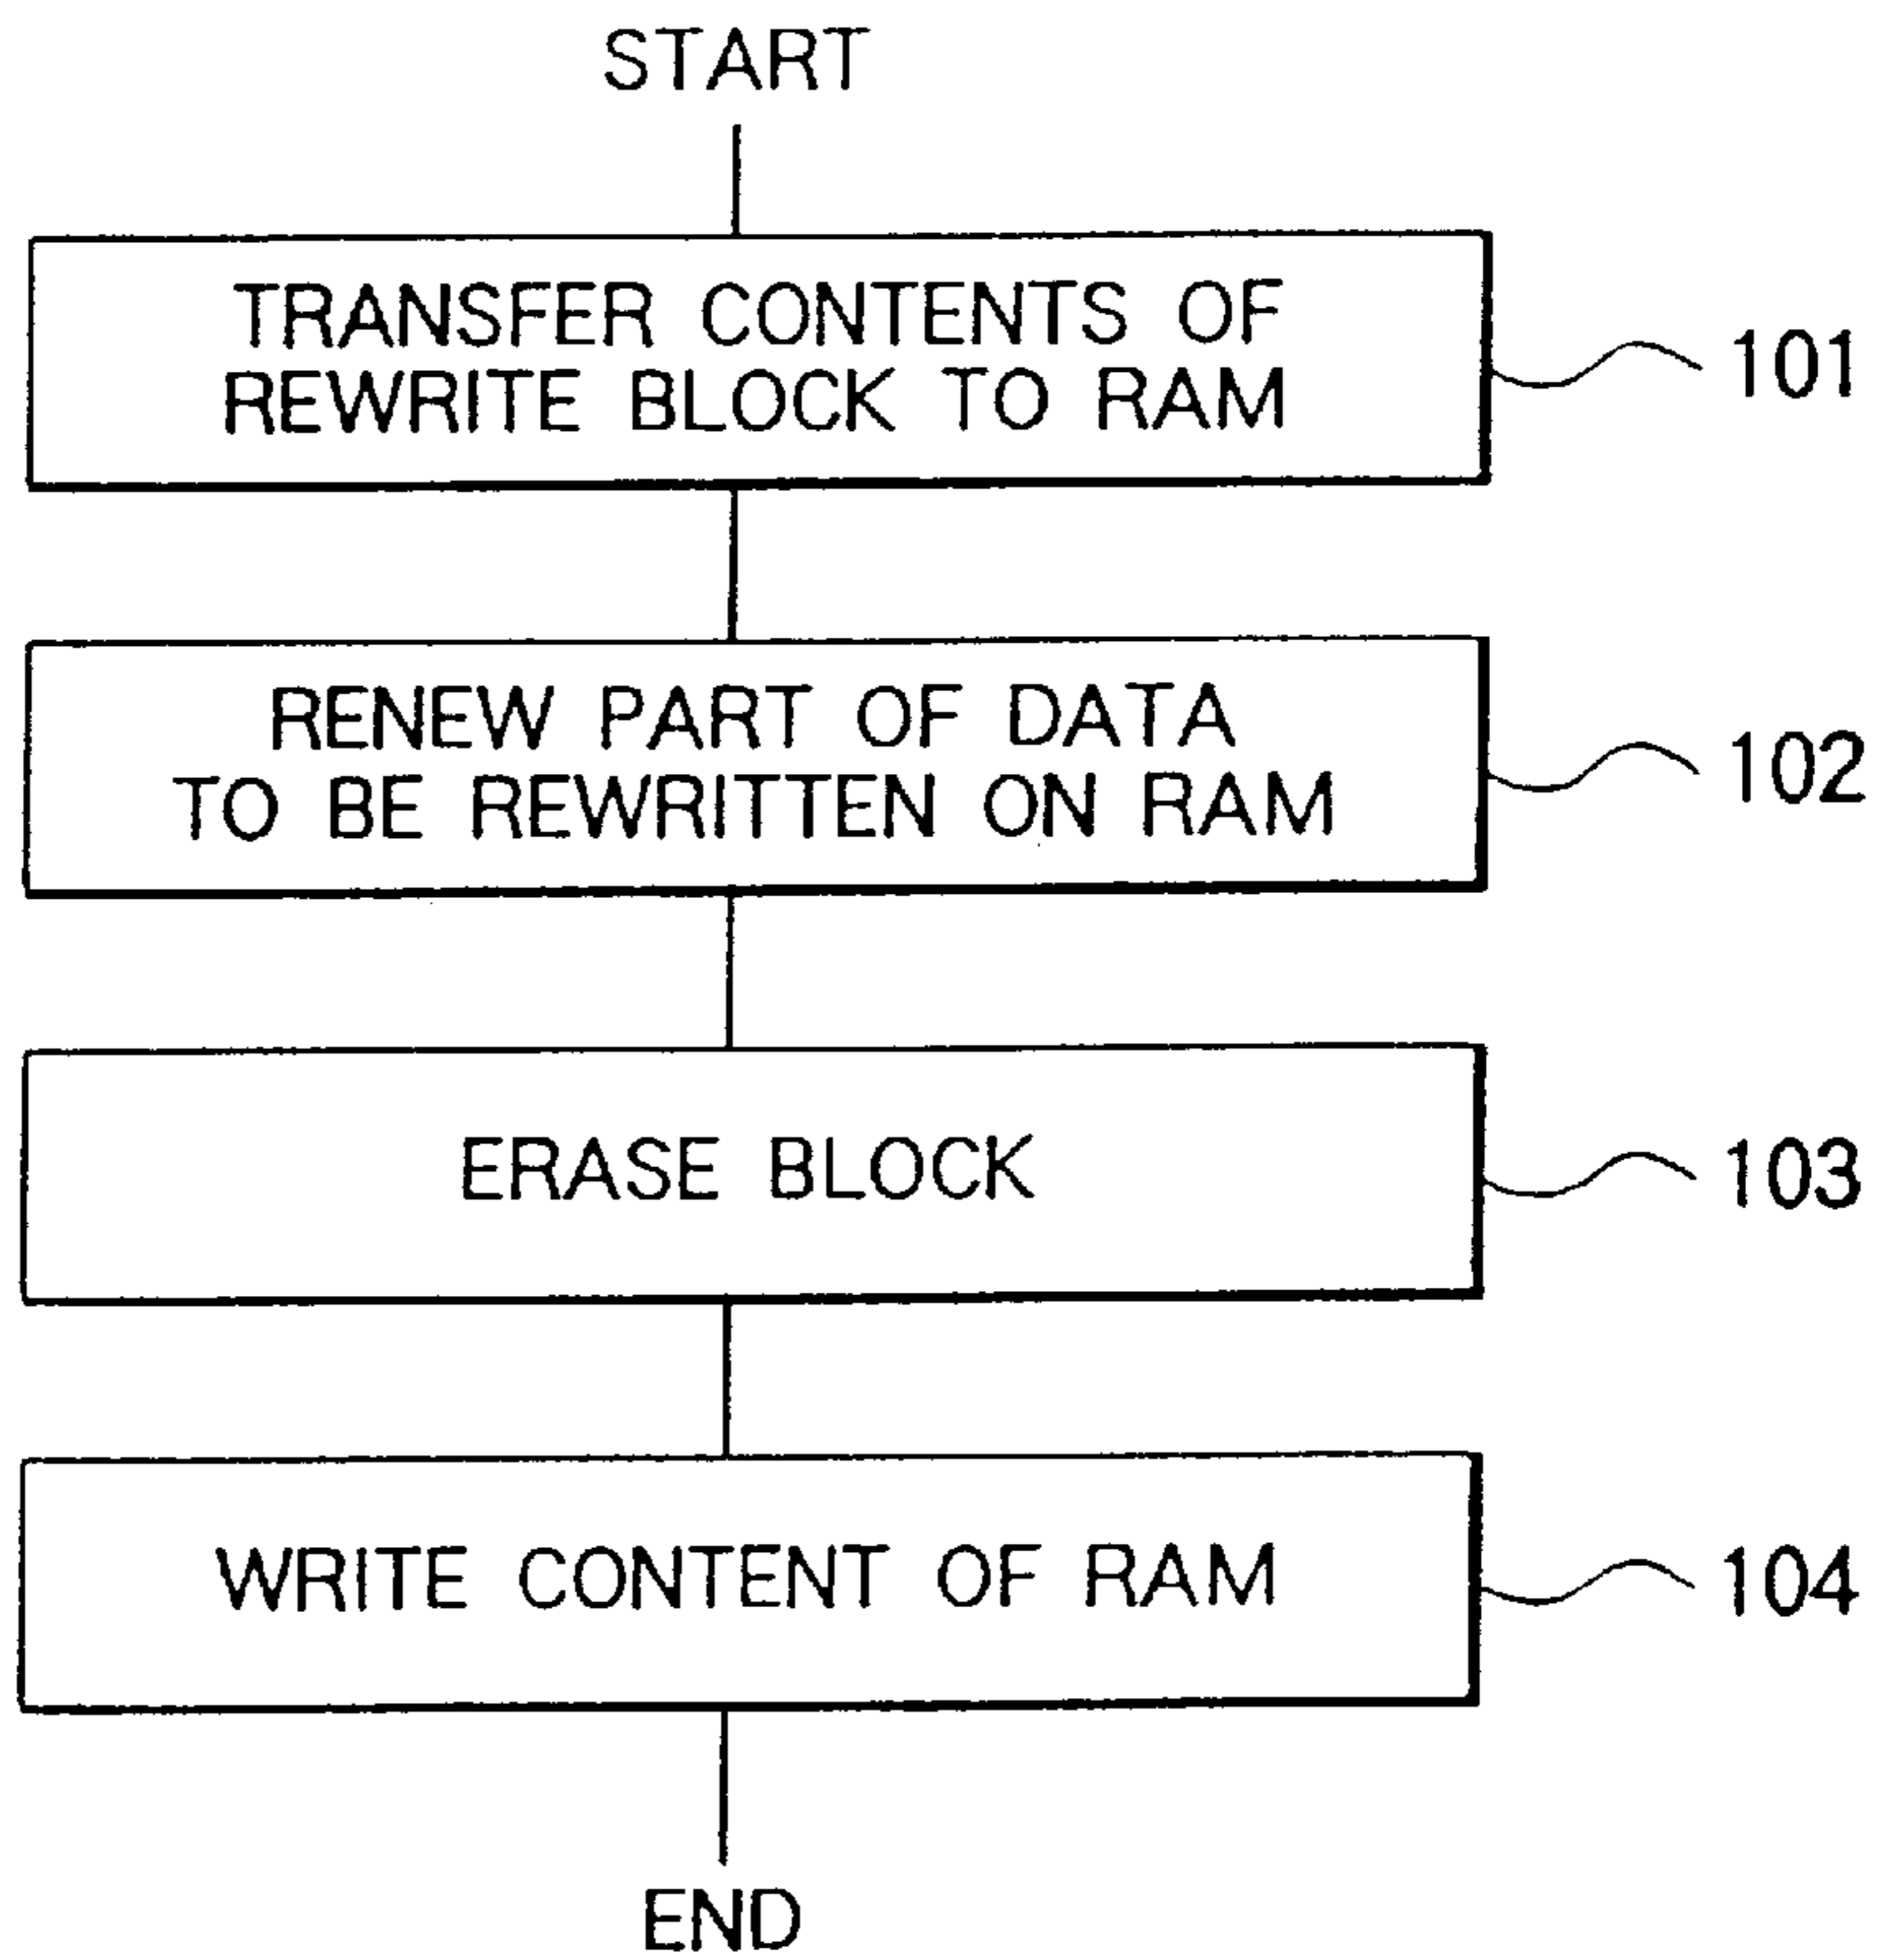 START
TRANSFER CONTENTS OF
REWRITE BLOCK TO RAM
101
RENEW PART OF DATA
TO BE REWRITTEN ON RAM
102
ERASE BLOCK
103
WRITE CONTENT OF RAM
104
END